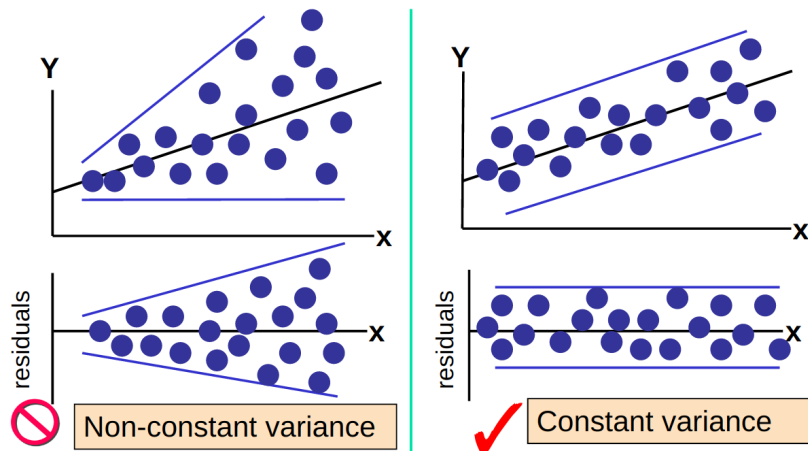 Y
x
residuals
x
Non-constant variance
Y
x
residuals
x
Constant variance